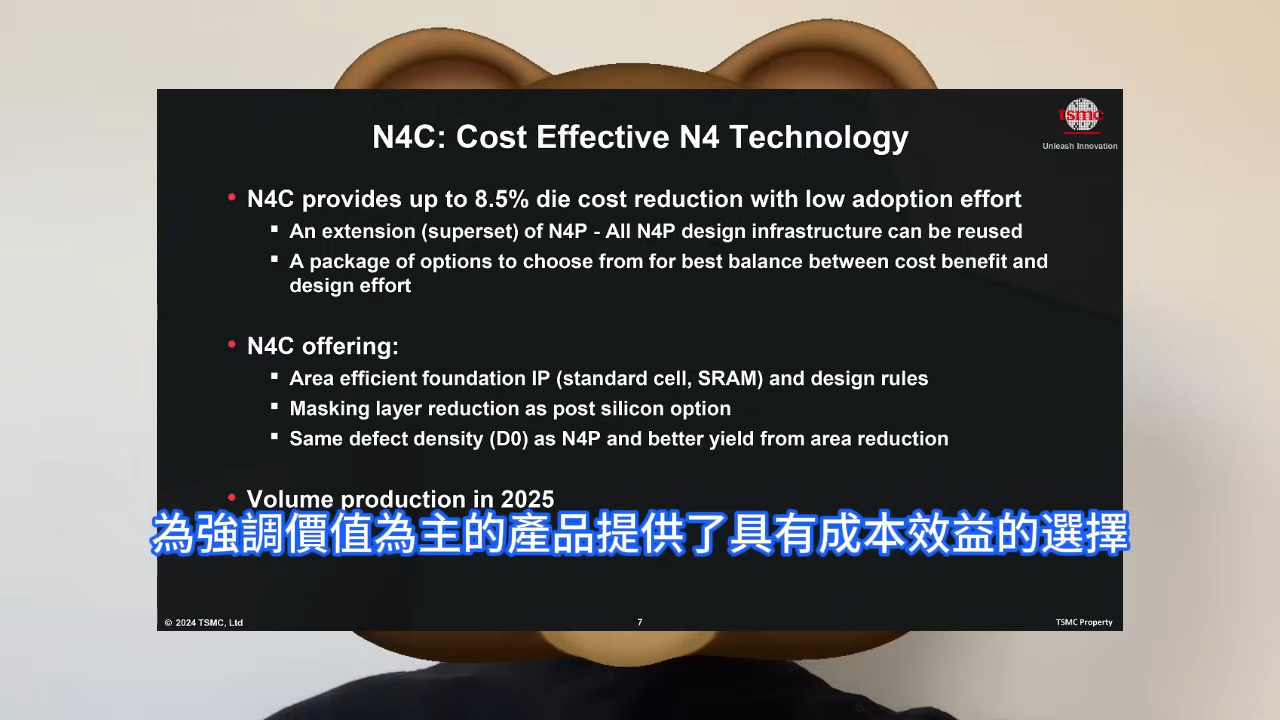 tsmc
Unleash Innovation
N4C: Cost Effective N4 Technology
• N4C provides up to 8.5% die cost reduction with low adoption effort
▪ An extension (superset) of N4P - All N4P design infrastructure can be reused
▪ A package of options to choose from for best balance between cost benefit and
design effort
• N4C offering:
▪ Area efficient foundation IP (standard cell, SRAM) and design rules
▪ Masking layer reduction as post silicon option
▪ Same defect density (D0) as N4P and better yield from area reduction
• Volume production in 2025
為強調價值為主的產品提供了具有成本效益的選擇
© 2024 TSMC, Ltd
7
TSMC Property